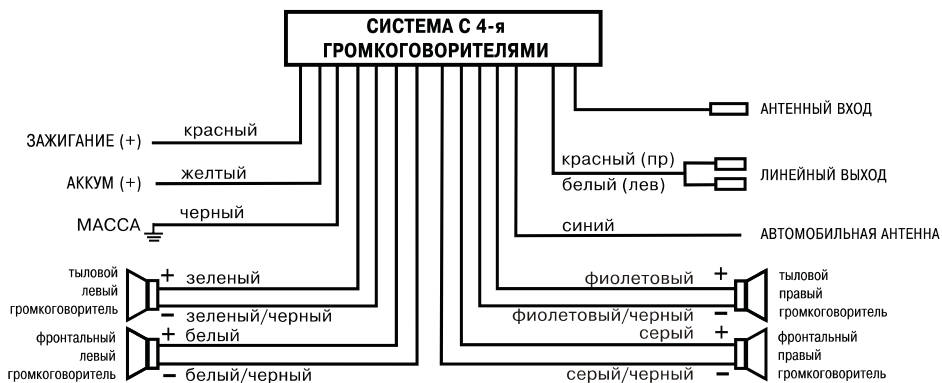 СИСТЕМА С 4-я
ГРОМКОГОВОРИТЕЛЯМИ
ЗАЖИГАНИЕ (+)
красный
АККУМ (+)
желтый
МАССА
черный
тыловой
левый
громкоговоритель
+ зеленый
- зеленый/черный
фронтальный
левый
громкоговоритель
+ белый
- белый/черный
АНТЕННЫЙ ВХОД
красный (пр)
белый (лев)
ЛИНЕЙНЫЙ ВЫХОД
синий
АВТОМОБИЛЬНАЯ АНТЕННА
фиолетовый +
фиолетовый/черный -
тыловой
правый
громкоговоритель
серый +
серый/черный -
фронтальный
правый
громкоговоритель